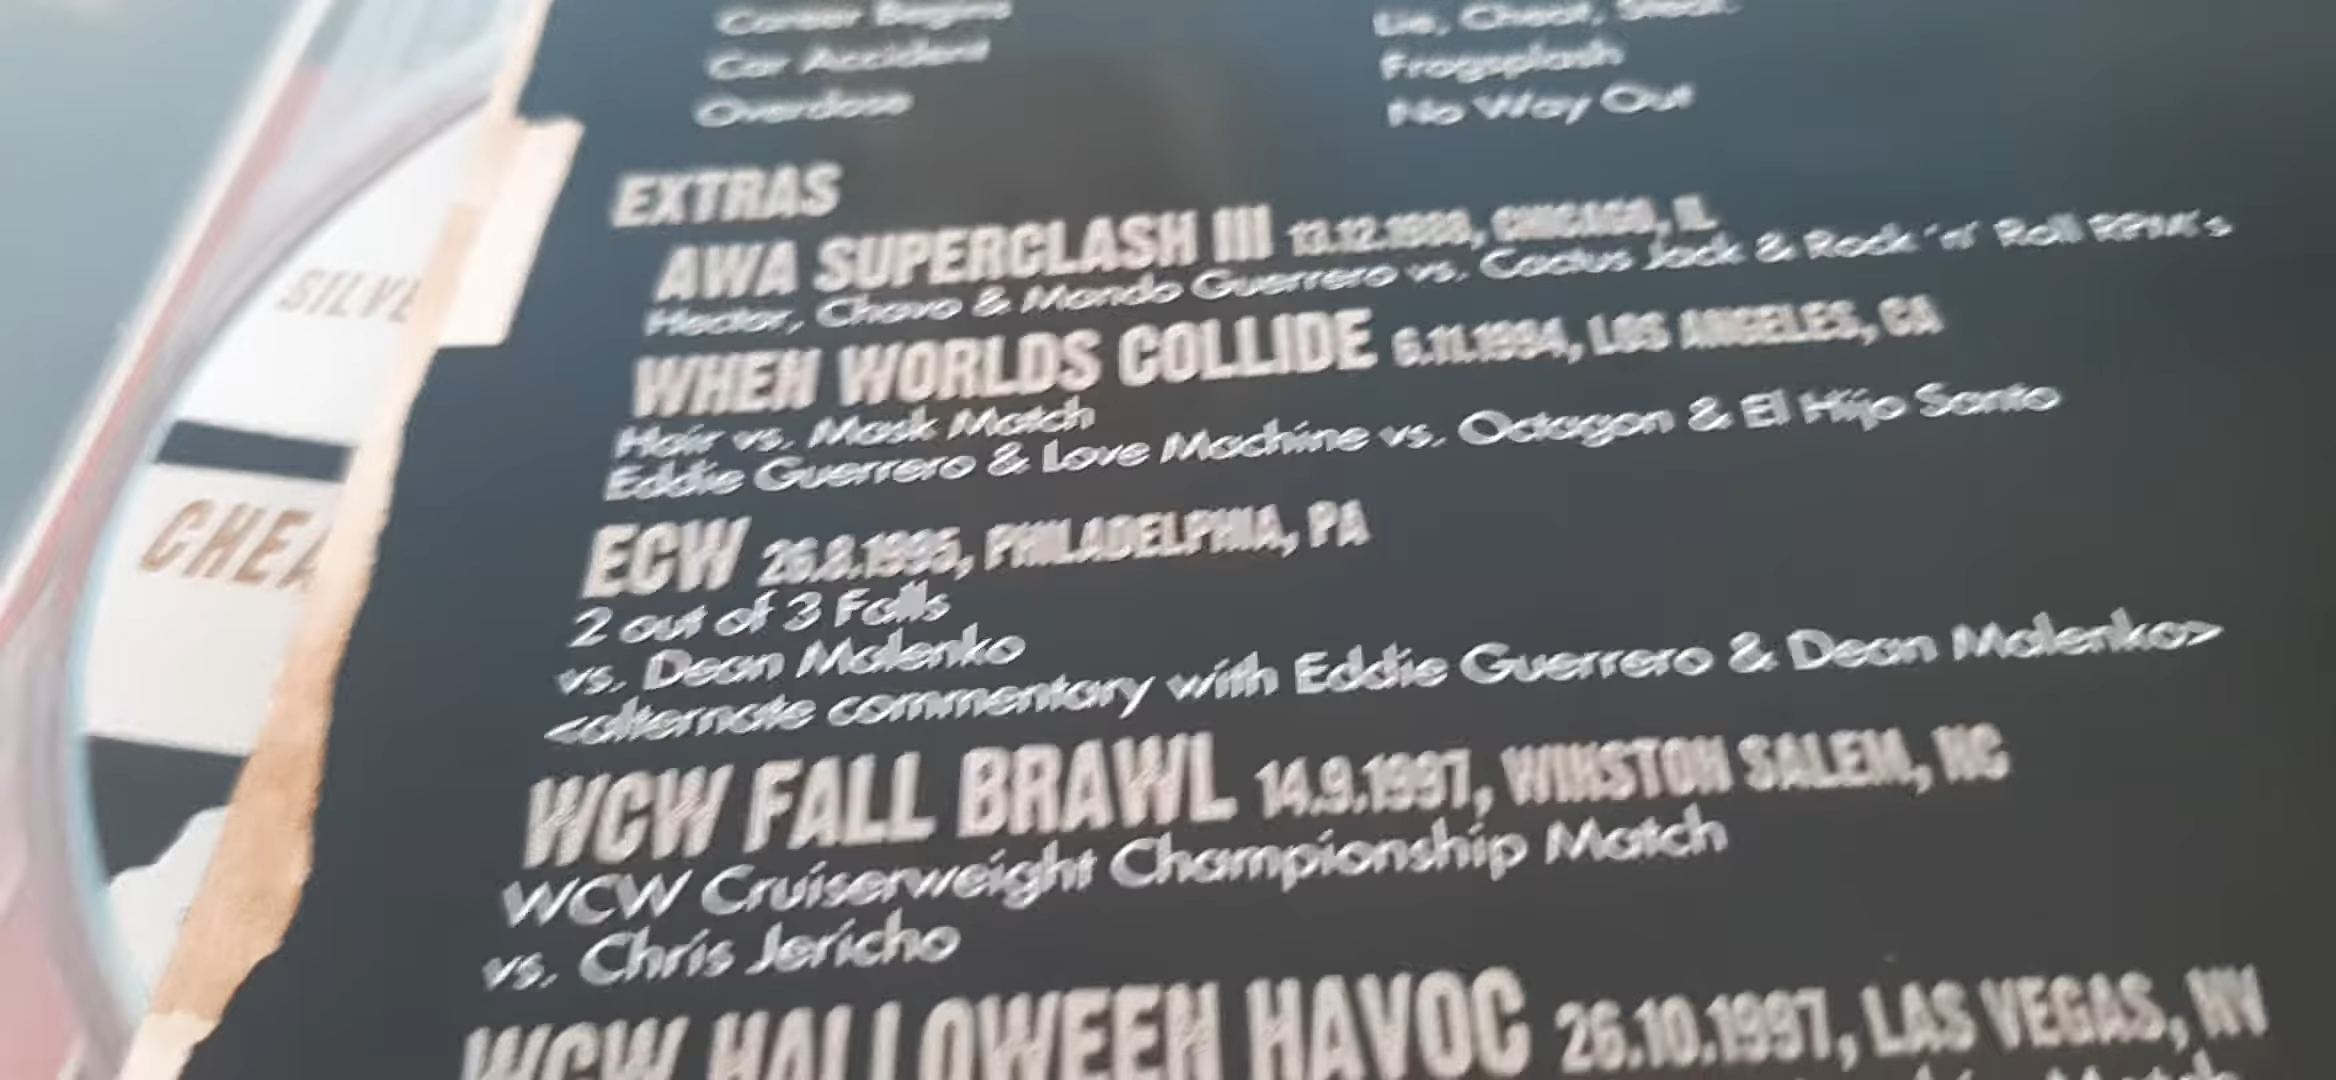 Career Begins
Car Accident
Overdose
Lie, Cheat, Steal.
Frogsplash
No Way Out
EXTRAS
AWA SUPERCLASH III 13.12.1988, CHICAGO, IL
Hector, Chavo & Mando Guerrero vs. Cactus Jack & Rock 'n' Roll RPM's
WHEN WORLDS COLLIDE 6.11.1994, LOS ANGELES, CA
Hair vs. Mask Match
Eddie Guerrero & Love Machine vs. Octagon & El Hijo Santo
ECW 26.8.1995, PHILADELPHIA, PA
2 out of 3 Falls
vs. Dean Malenko
<alternate commentary with Eddie Guerrero & Dean Malenko>
WCW FALL BRAWL 14.9.1997, WINSTON SALEM, NC
WCW Cruiserweight Championship Match
vs. Chris Jericho
WCW HALLOWEEN HAVOC 26.10.1997, LAS VEGAS, NV
Match
SILVE
CHEA